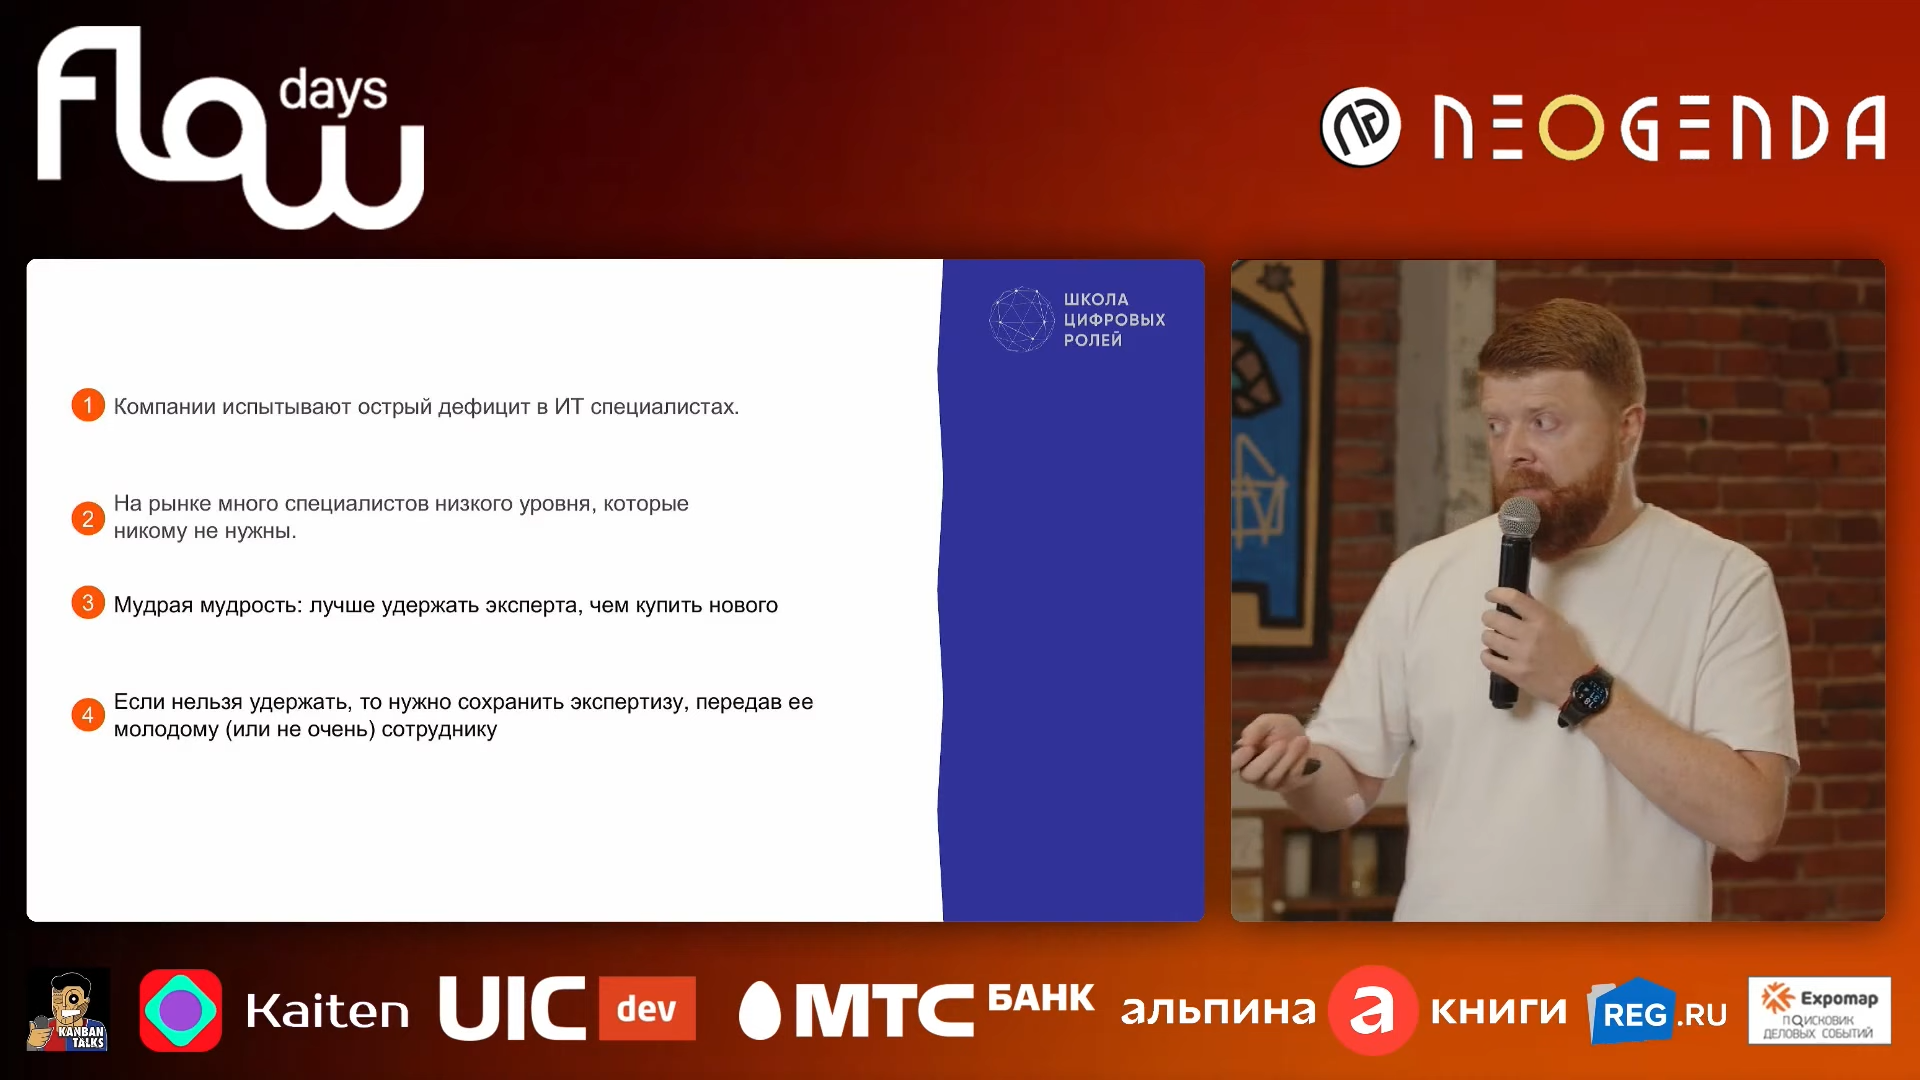 flow days
NEOGENDA
ШКОЛА
ЦИФРОВЫХ
РОЛЕЙ
1 Компании испытывают острый дефицит в ИТ специалистах.
2 На рынке много специалистов низкого уровня, которые
никому не нужны.
3 Мудрая мудрость: лучше удержать эксперта, чем купить нового
4 Если нельзя удержать, то нужно сохранить экспертизу, передав ее
молодому (или не очень) сотруднику
KANBAN
TALKS
Kaiten
UIC dev
МТС БАНК
альпина а книги
REG.RU
Expomap
ПОИСКОВИК
ДЕЛОВЫХ СОБЫТИЙ